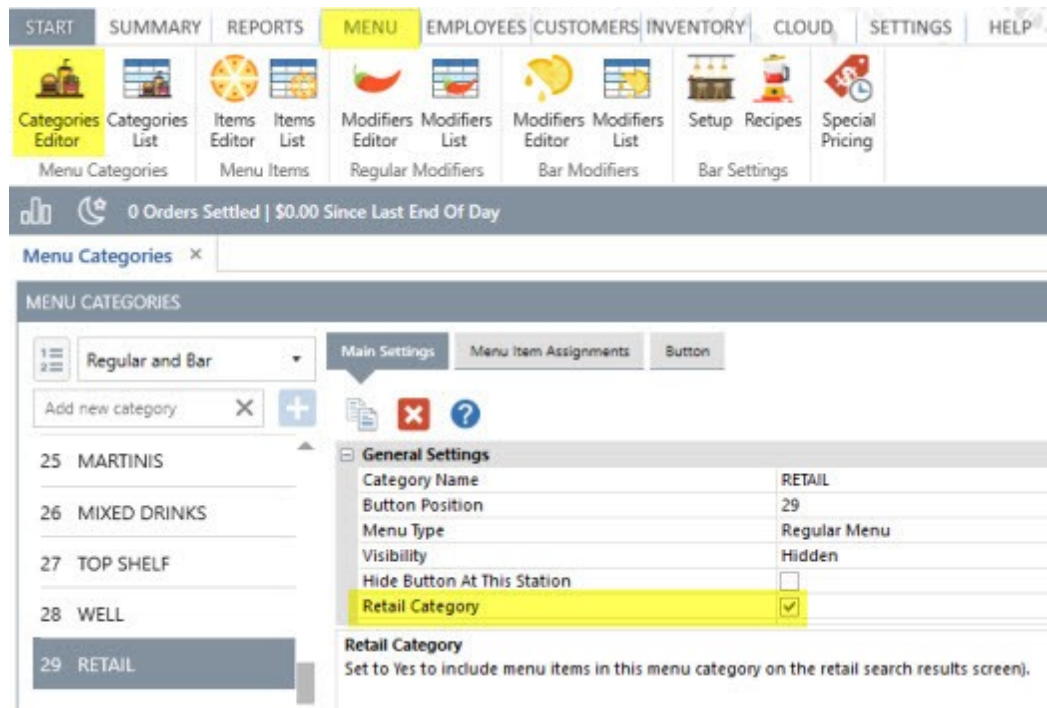 START SUMMARY REPORTS MENU EMPLOYEES CUSTOMERS INVENTORY CLOUD SETTINGS HELP
Categories Categories Items Items Modifiers Modifiers Modifiers Modifiers Setup Recipes Special
Editor List Editor List Editor List Editor List Pricing
Menu Categories Menu Items Regular Modifiers Bar Modifiers Bar Settings
0 Orders Settled | $0.00 Since Last End Of Day
Menu Categories ×
MENU CATEGORIES
Regular and Bar
Main Settings Menu Item Assignments Button
Add new category
General Settings
25 MARTINIS
Category Name RETAIL
Button Position 29
26 MIXED DRINKS
Menu Type Regular Menu
Visibility Hidden
27 TOP SHELF
Hide Button At This Station
Retail Category
28 WELL
Retail Category
29 RETAIL
Set to Yes to include menu items in this menu category on the retail search results screen).